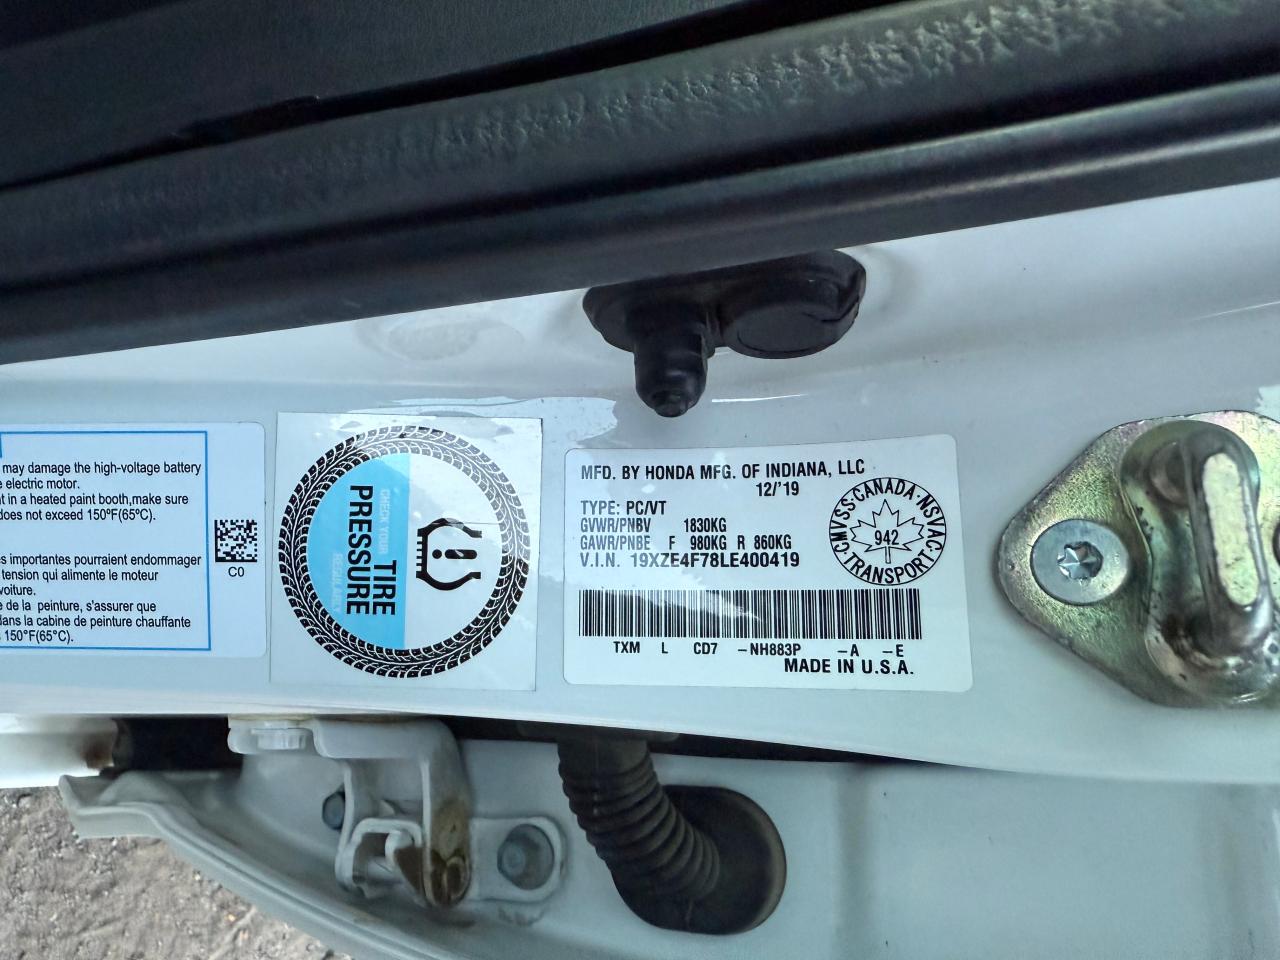 may damage the high-voltage battery
electric motor.
in a heated paint booth,make sure
does not exceed 150ºF(65ºC).
es importantes pourraient endommager
tension qui alimente le moteur
voiture.
de la peinture, s'assurer que
dans la cabine de peinture chauffante
150ºF(65°C).
C0
CHECK YOUR
TIRE
PRESSURE
REGULARLY
MFD. BY HONDA MFG. OF INDIANA, LLC
12/'19
TYPE: PC/VT
GVWR/PNBV 1830KG
GAWR/PNBE F 980KG R 860KG
V.I.N. 19XZE4F78LE400419
CANADA·NSVAC·TRANSPORT·CMVSS·
942
TXM L CD7 -NH883P -A -E
MADE IN U.S.A.